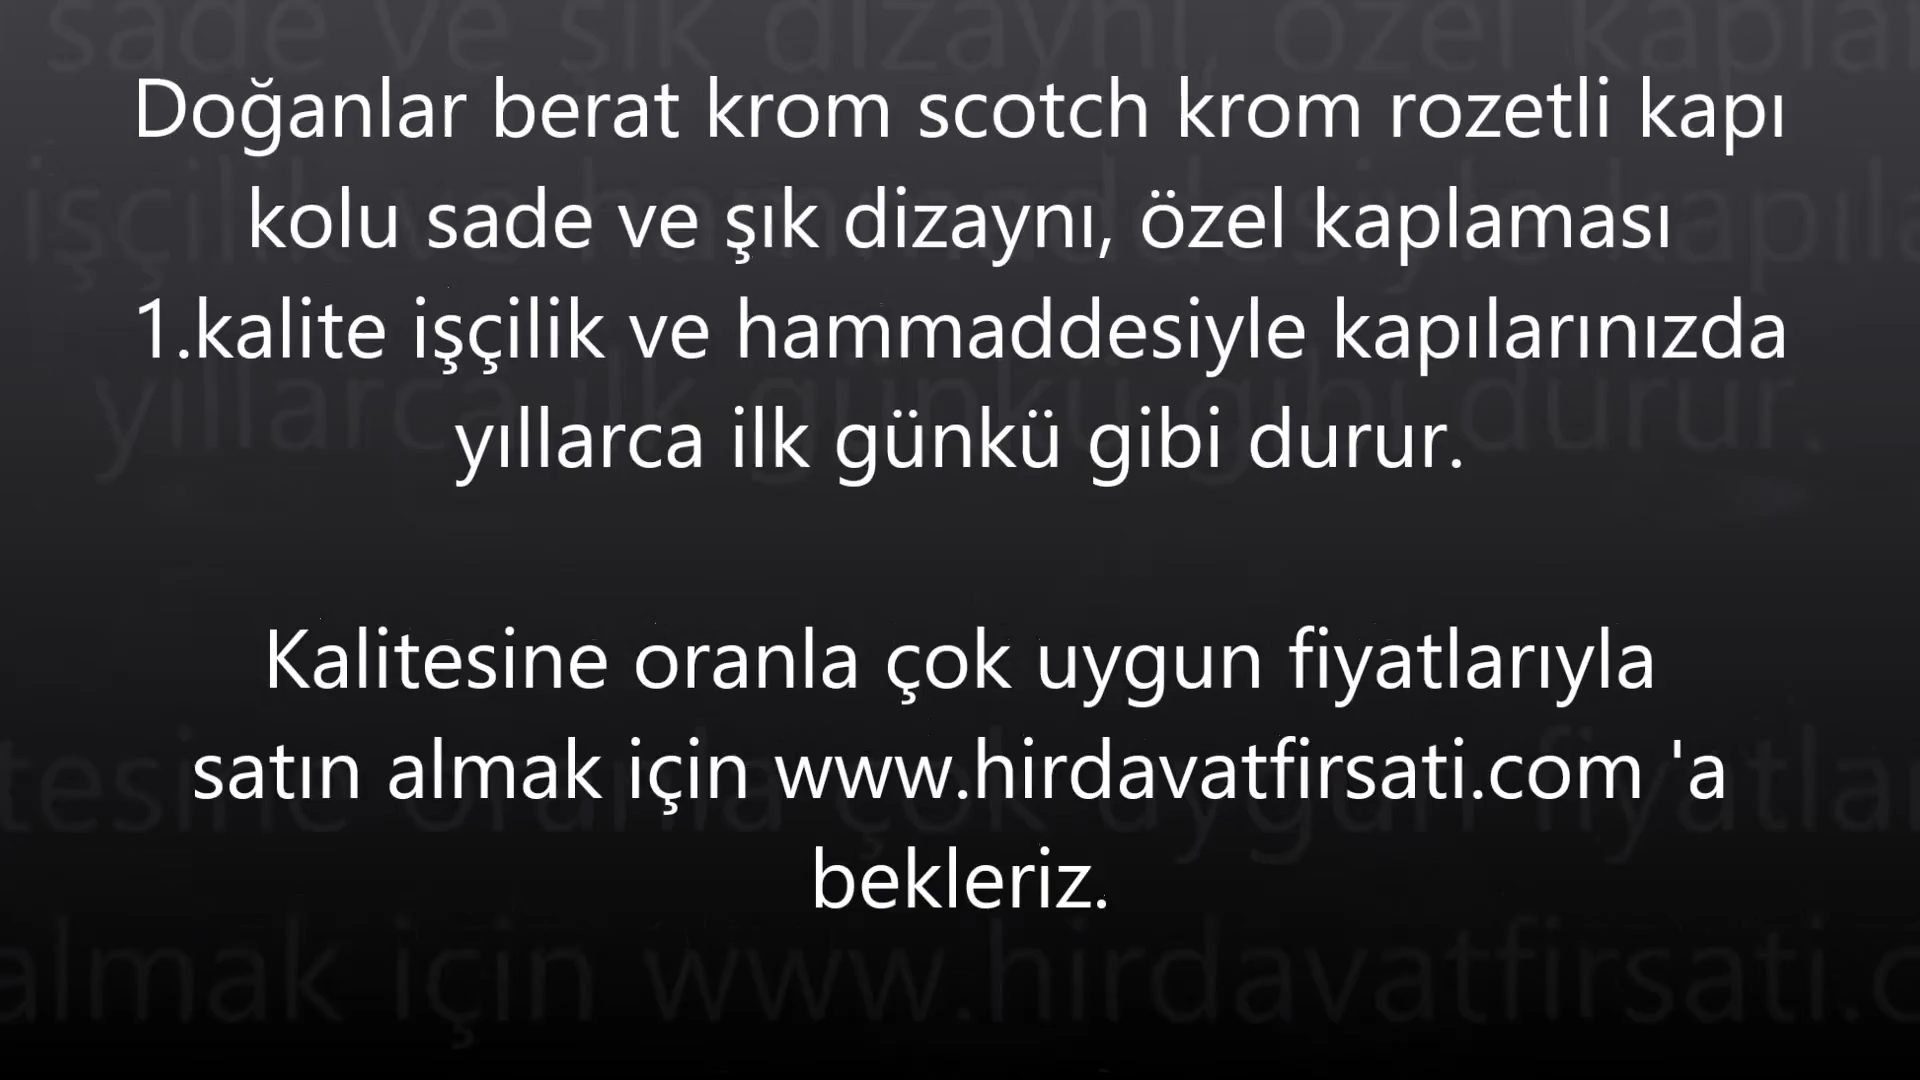 Doğanlar berat krom scotch krom rozetli kapı
kolu sade ve şık dizaynı, özel kaplaması
1.kalite işçilik ve hammaddesiyle kapılarınızda
yıllarca ilk günkü gibi durur.
Kalitesine oranla çok uygun fiyatlarıyla
satın almak için www.hirdavatfirsati.com 'a
bekleriz.